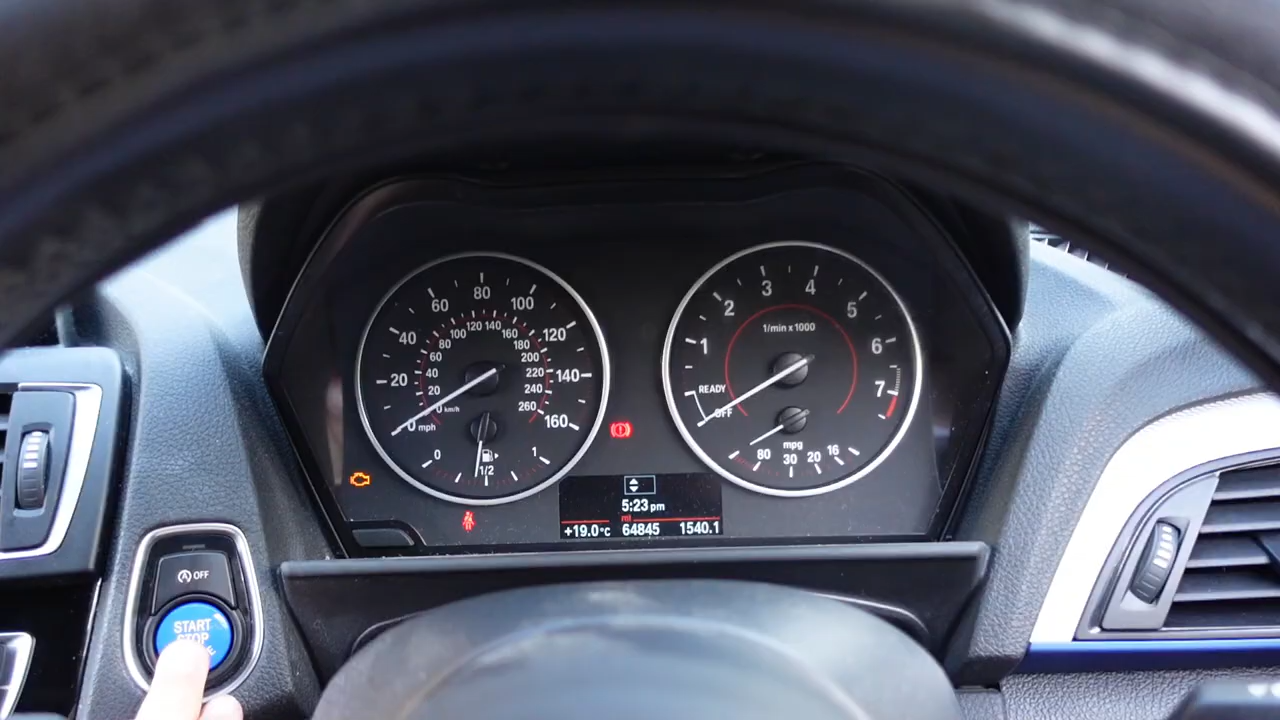 20
40
60
80
100
120
140
160
0 mph
0 km/h
20
40
60
80
100
120
140
160
180
200
220
240
260
0
1/2
1
1
2
3
4
5
6
7
1/min x 1000
READY
OFF
mpg
80
30
20
16
5:23 pm
mi
+19.0°C 64845 1540.1
A OFF
START
STOP